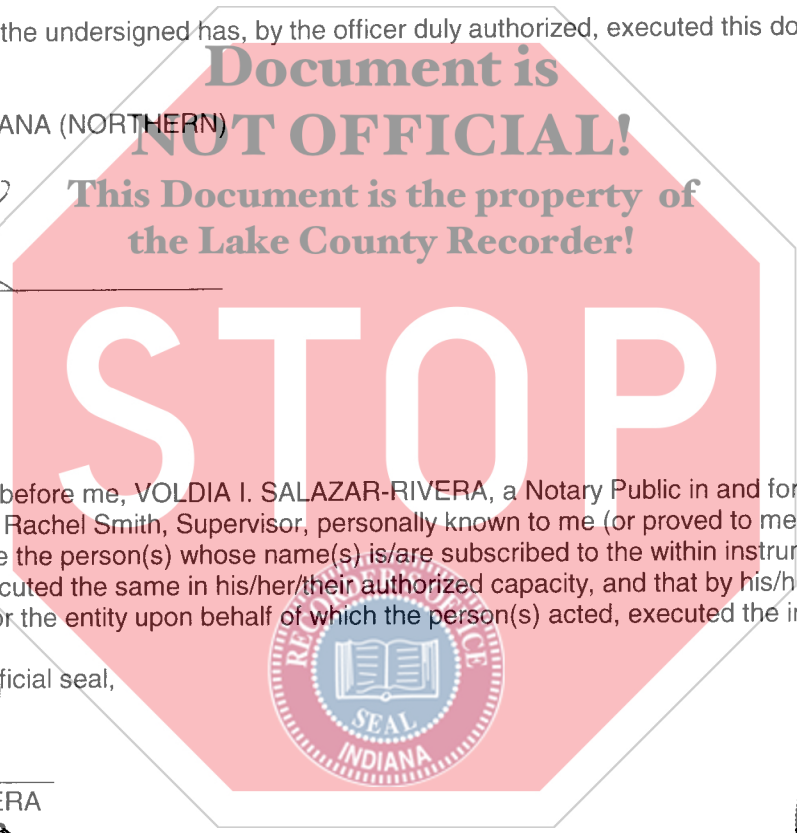 the undersigned has, by the officer duly authorized, executed this do
Document is
ANA (NORTHERN)
NOT OFFICIAL!
This Document is the property of
the Lake County Recorder!
STOP
before me, VOLDIA I. SALAZAR-RIVERA, a Notary Public in and for
Rachel Smith, Supervisor, personally known to me (or proved to me
e the person(s) whose name(s) is/are subscribed to the within instrur
cuted the same in his/her/their authorized capacity, and that by his/h
or the entity upon behalf of which the person(s) acted, executed the i
RECORDER'S OFFICE
ficial seal,
SEAL
INDIANA
ERA